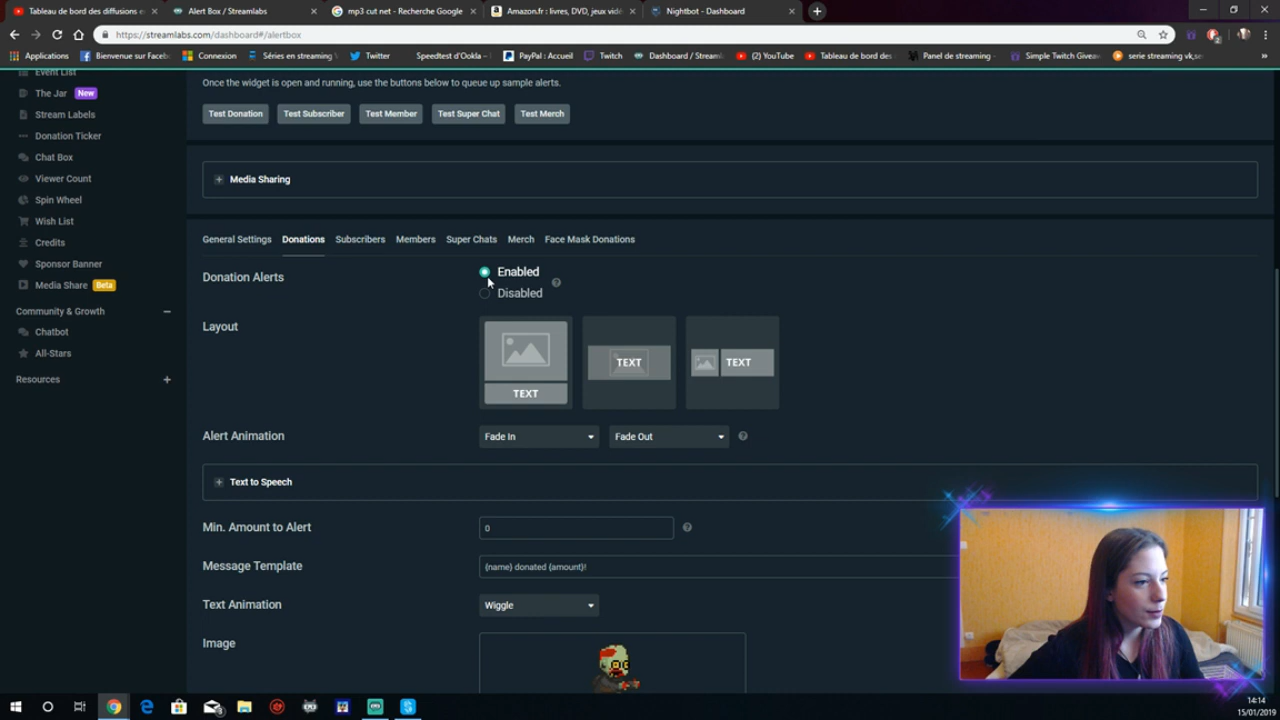 Tableau de bord des diffusions e
Alert Box / Streamlabs
mp3 cut net - Recherche Google
Amazon.fr : livres, DVD, jeux vidé
Nightbot - Dashboard
https://streamlabs.com/dashboard#/alertbox
Applications
Bienvenue sur Facebo
Connexion
Séries en streaming V
Twitter
Speedtest d'Ookla –
PayPal : Accueil
Twitch
Dashboard / Streamla
(2) YouTube
Tableau de bord des
Panel de streaming -
Simple Twitch Givea
serie streaming vk,se
Event List
The Jar New
Stream Labels
Donation Ticker
Chat Box
Viewer Count
Spin Wheel
Wish List
Credits
Sponsor Banner
Media Share Beta
Community & Growth
Chatbot
All-Stars
Resources
Once the widget is open and running, use the buttons below to queue up sample alerts.
Test Donation Test Subscriber Test Member Test Super Chat Test Merch
Media Sharing
General Settings Donations Subscribers Members Super Chats Merch Face Mask Donations
Donation Alerts
Enabled
Disabled
Layout
TEXT
TEXT
TEXT
Alert Animation
Fade In
Fade Out
Text to Speech
Min. Amount to Alert
0
Message Template
{name} donated {amount}!
Text Animation
Wiggle
Image
14:14
15/01/2019